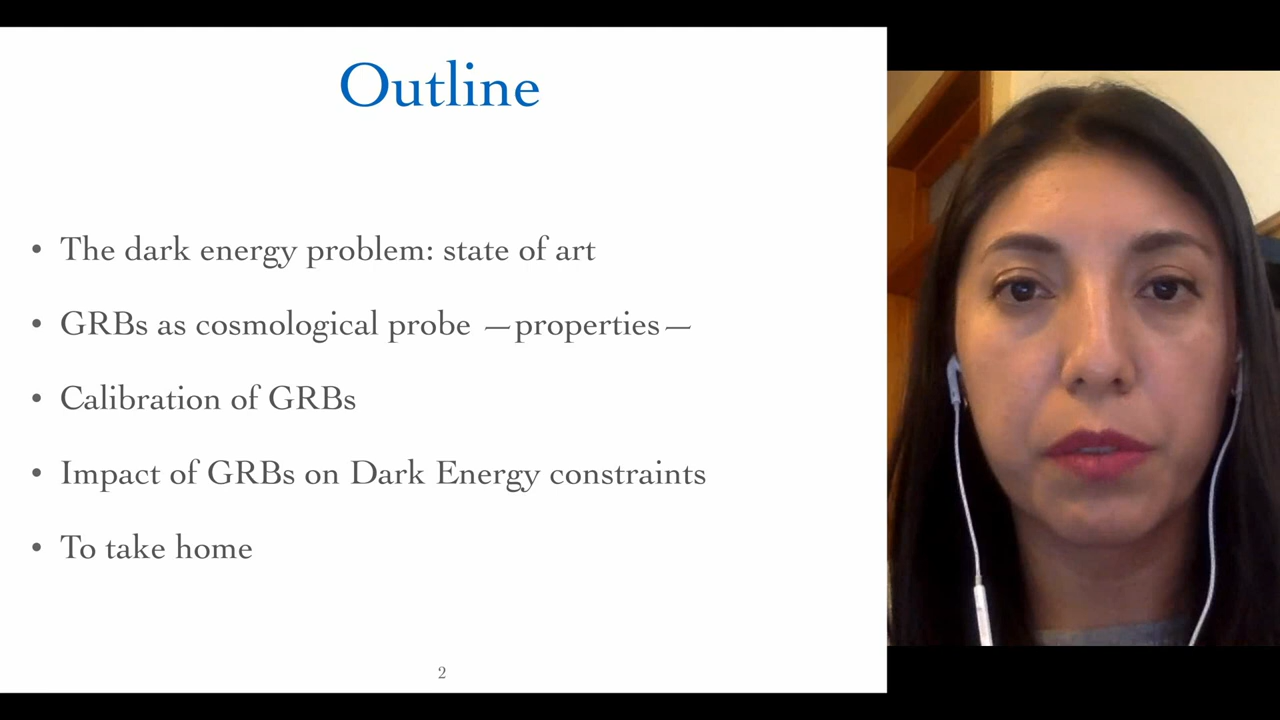 Outline
• The dark energy problem: state of art
• GRBs as cosmological probe —properties—
• Calibration of GRBs
• Impact of GRBs on Dark Energy constraints
• To take home
2